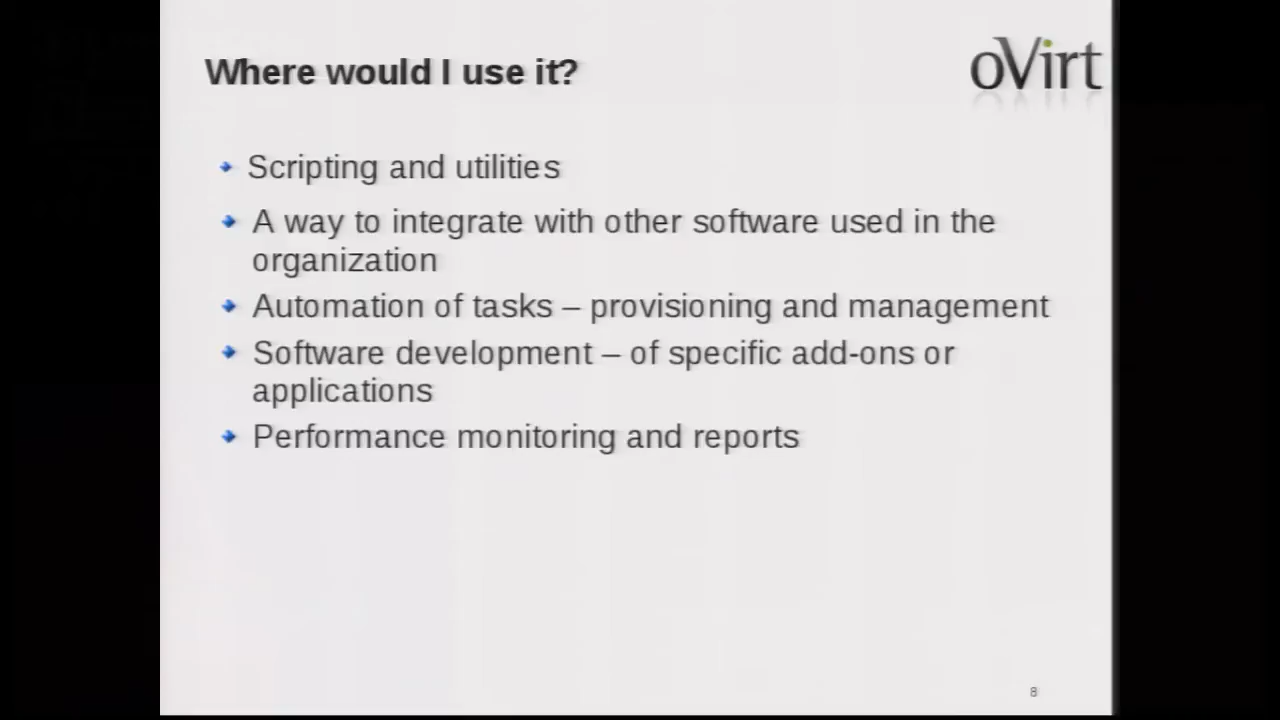 Where would I use it?
oVirt
Scripting and utilities
A way to integrate with other software used in the
organization
Automation of tasks – provisioning and management
Software development – of specific add-ons or
applications
Performance monitoring and reports
8